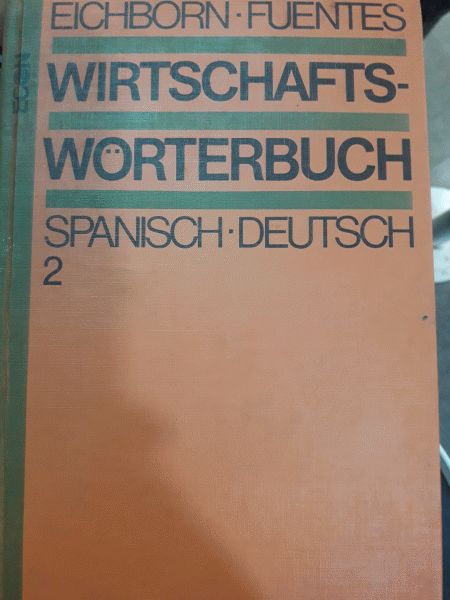 EICHBORN·FUENTES
WIRTSCHAFTS-
WÖRTERBUCH
SPANISCH·DEUTSCH
2